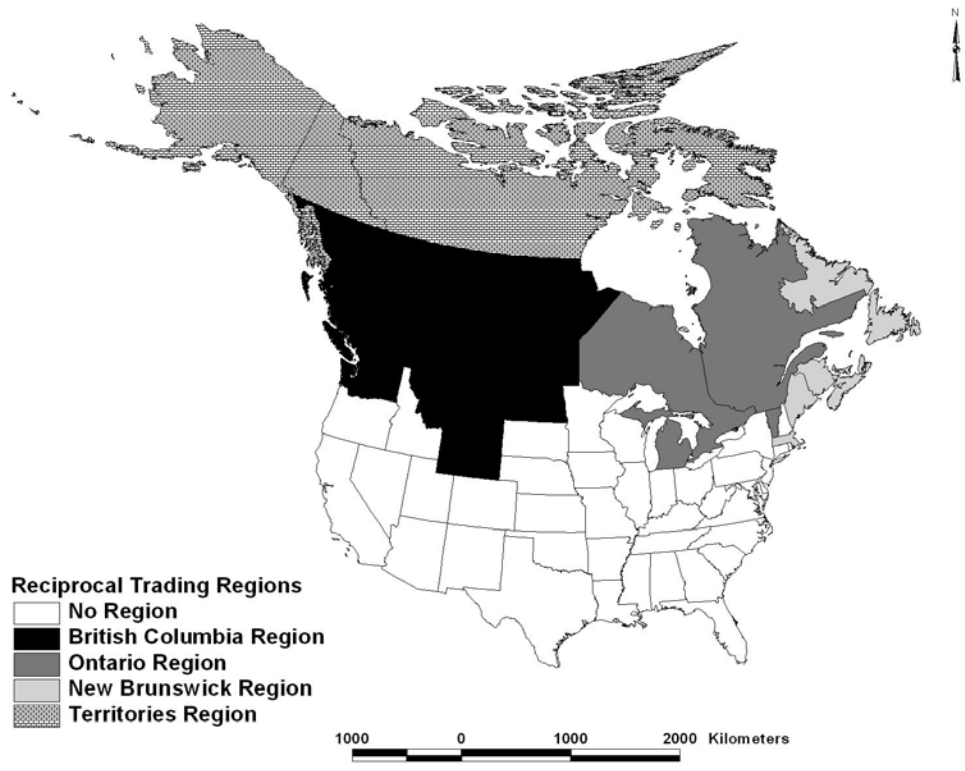 N
Reciprocal Trading Regions
No Region
British Columbia Region
Ontario Region
New Brunswick Region
Territories Region
1000 0 1000 2000 Kilometers